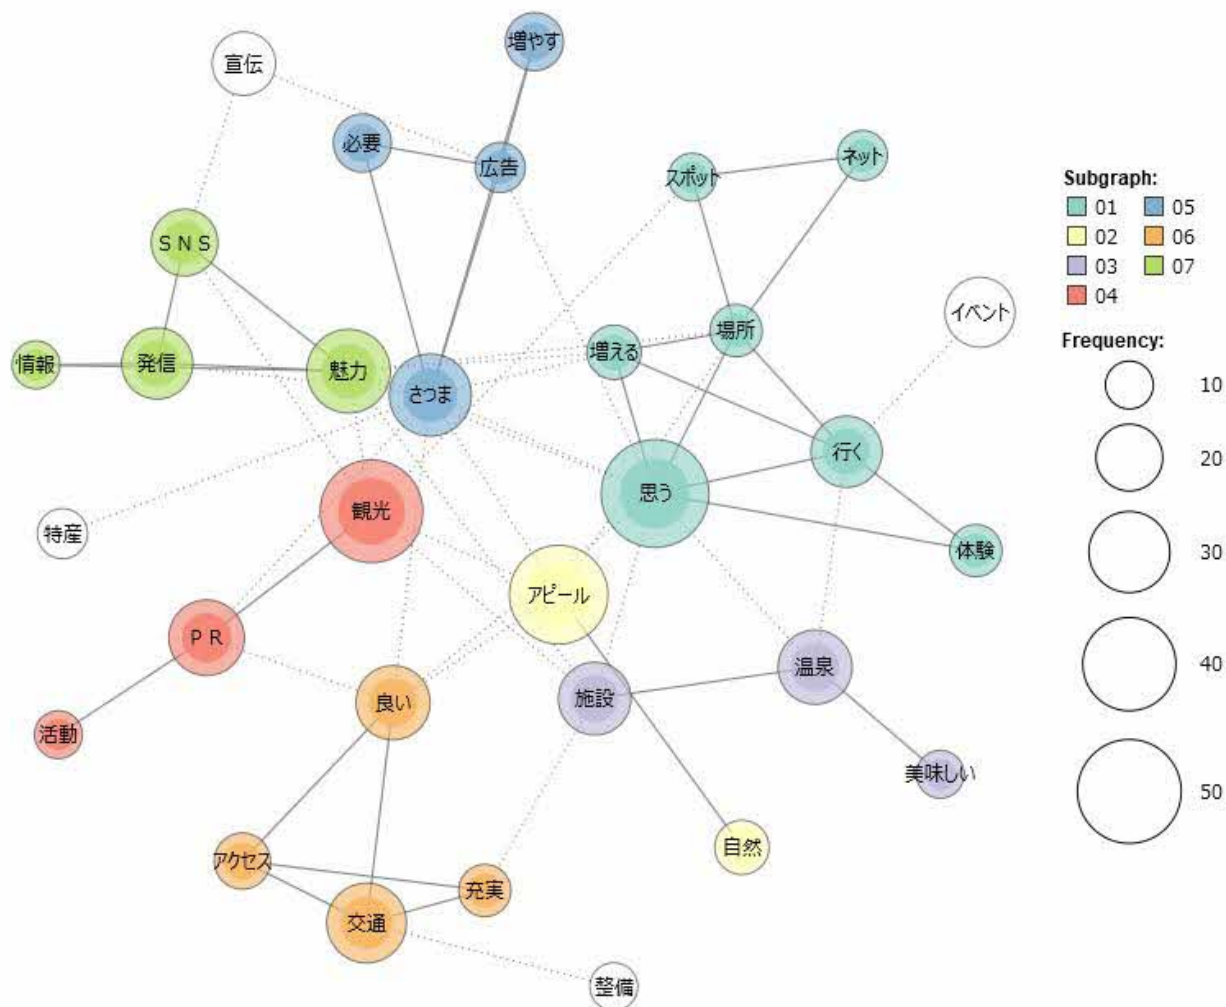 増やす
宣伝
必要
広告
ネット
スポット
SNS
イベント
場所
増える
情報
発信
魅力
さつま
行く
思う
観光
特産
体験
アピール
PR
温泉
良い
施設
活動
美味しい
自然
アクセス
充実
交通
整備
Subgraph:
01 05
02 06
03 07
04
Frequency:
10
20
30
40
50